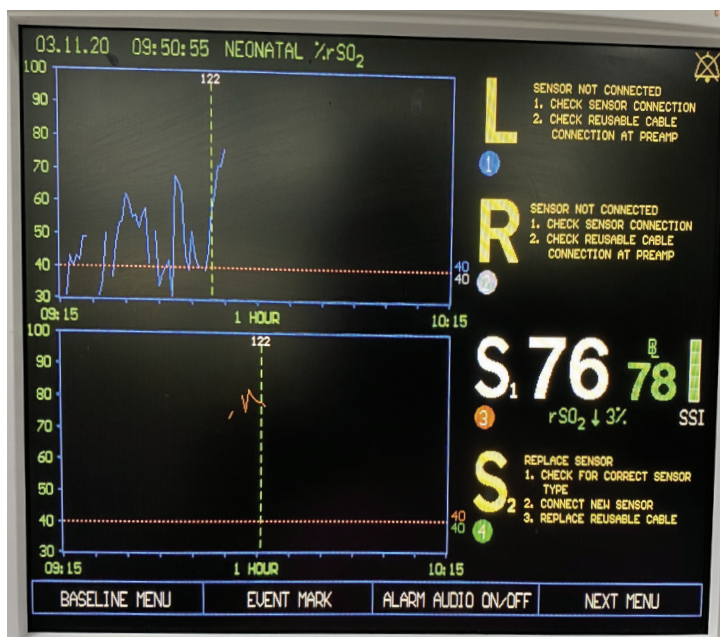 03.11.20 09:50:55 NEONATAL %rSO2
100
122
90
80
70
60
50
40
40
40
30
09:15 1 HOUR 10:15
L
SENSOR NOT CONNECTED
1. CHECK SENSOR CONNECTION
2. CHECK REUSABLE CABLE
CONNECTION AT PREAMP
1
R
SENSOR NOT CONNECTED
1. CHECK SENSOR CONNECTION
2. CHECK REUSABLE CABLE
CONNECTION AT PREAMP
2
100
122
90
80
70
60
50
40
40
40
30
09:15 1 HOUR 10:15
S1 76 BL 78
3 rSO2 ↓ 3% SSI
S2
REPLACE SENSOR
1. CHECK FOR CORRECT SENSOR
TYPE
2. CONNECT NEW SENSOR
3. REPLACE REUSABLE CABLE
4
BASELINE MENU EVENT MARK ALARM AUDIO ON/OFF NEXT MENU